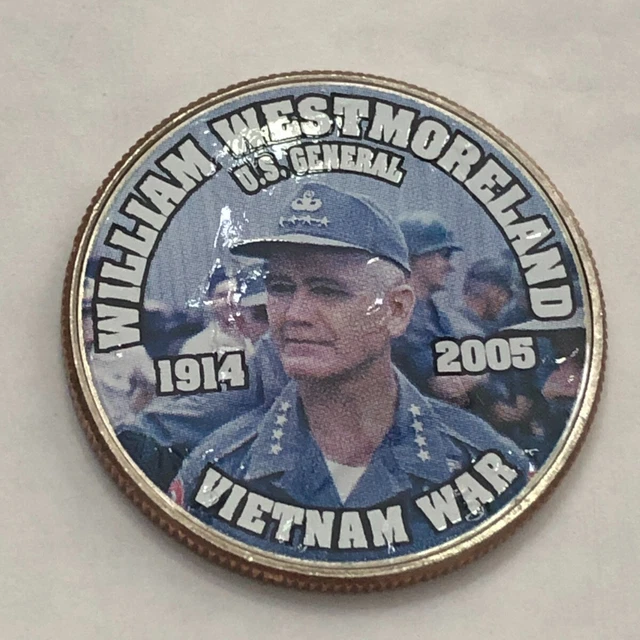 WILLIAM WESTMORELAND
U.S. GENERAL
1914
2005
VIETNAM WAR